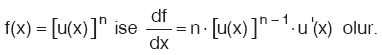 f(x) = [u(x)]ⁿ ise df/dx = n · [u(x)]ⁿ⁻¹ · u'(x) olur.